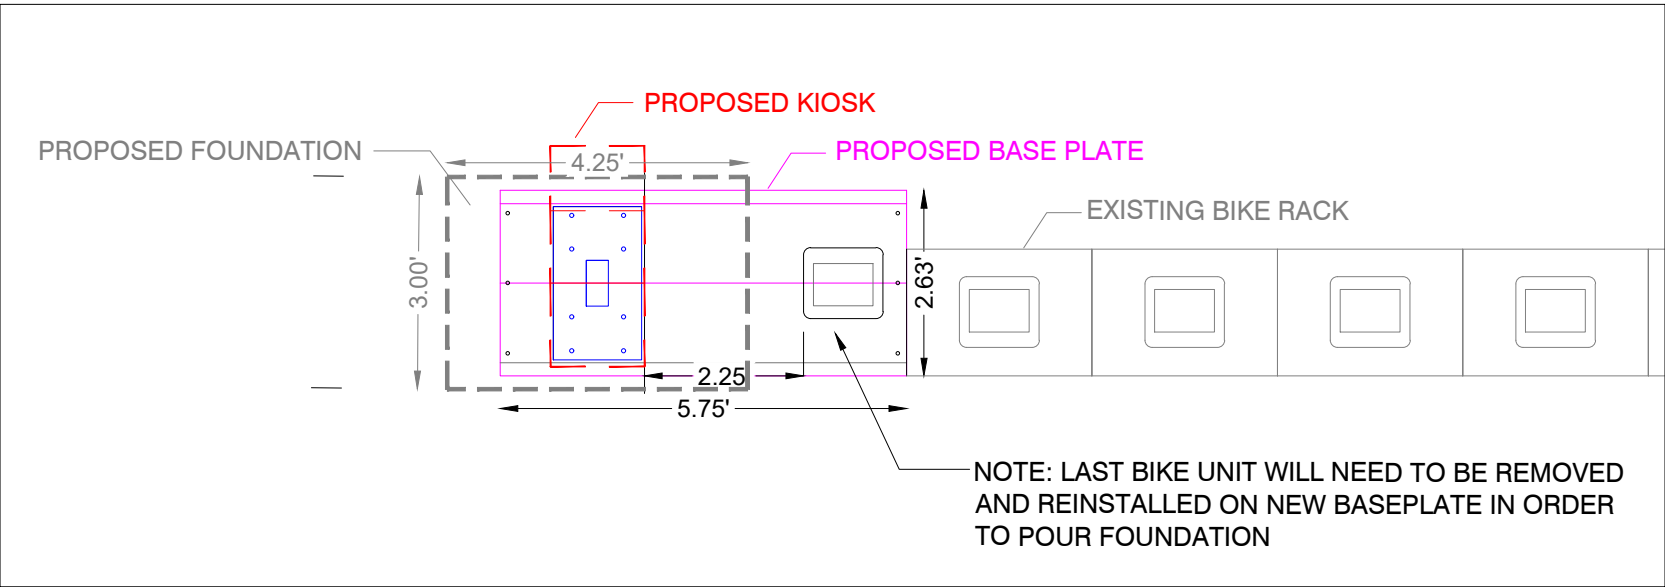 PROPOSED KIOSK
PROPOSED FOUNDATION
4.25'
PROPOSED BASE PLATE
EXISTING BIKE RACK
3.00'
2.63'
2.25
5.75'
NOTE: LAST BIKE UNIT WILL NEED TO BE REMOVED
AND REINSTALLED ON NEW BASEPLATE IN ORDER
TO POUR FOUNDATION